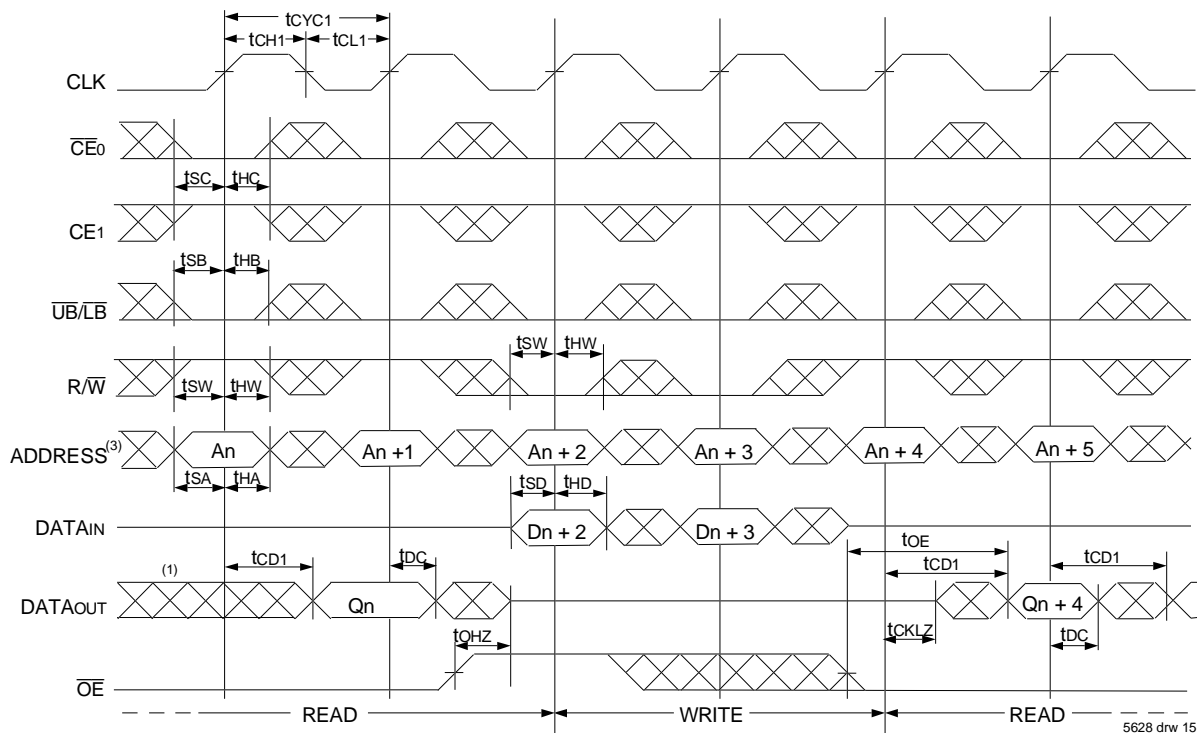 tCYC1
tCH1 tCL1
CLK
CE0
tSC tHC
CE1
tSB tHB
UB/LB
tSW tHW
R/W
tSW tHW
ADDRESS(3) An An +1 An + 2 An + 3 An + 4 An + 5
tSA tHA tSD tHD
DATAIN Dn + 2 Dn + 3
tOE
(1) tCD1 tDC tCD1 tCD1
DATAOUT Qn Qn + 4
tOHZ tCKLZ tDC
OE
READ WRITE READ
5628 drw 15